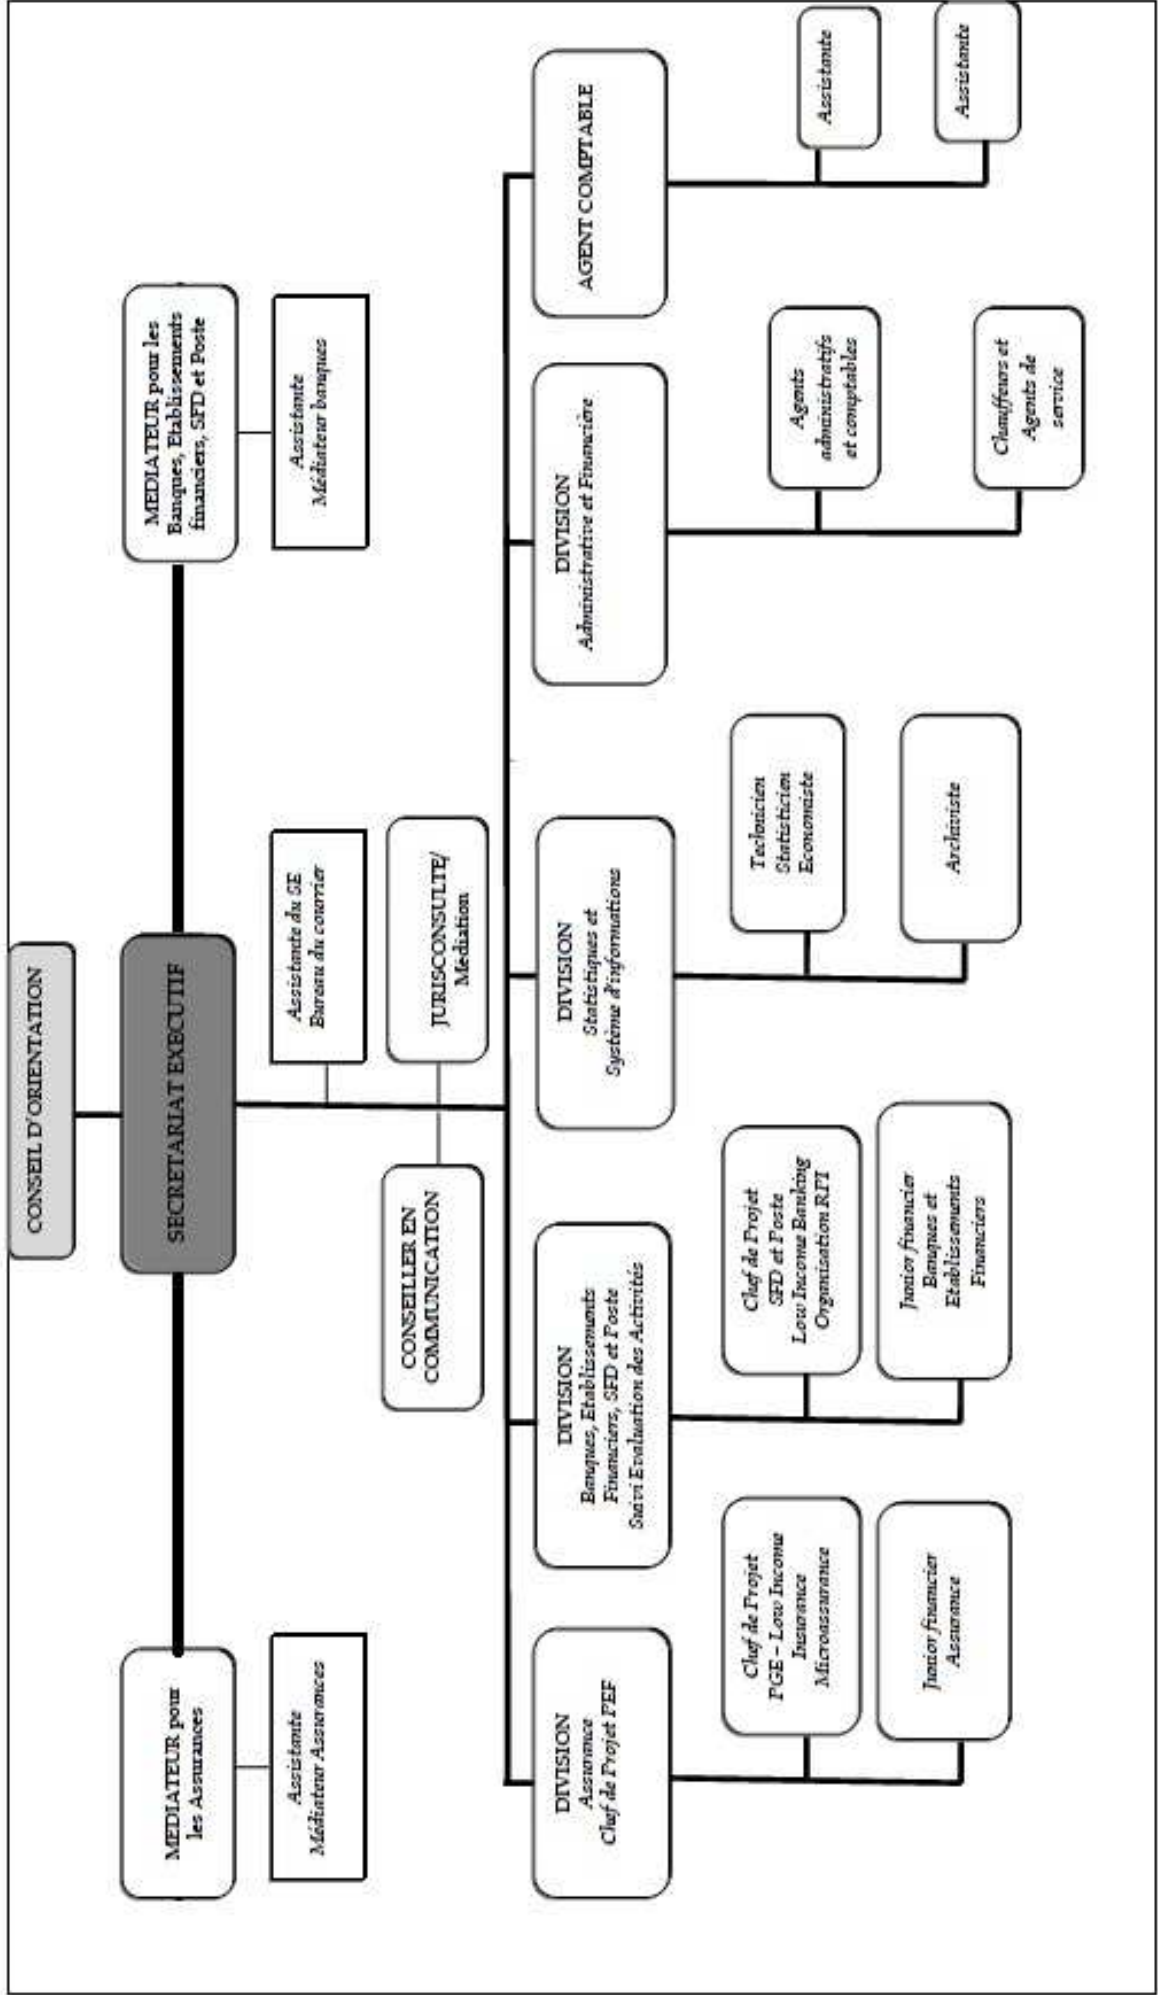 CONSEIL D'ORIENTATION
SECRETARIAT EXECUTIF
MEDIATEUR pour
les Assurances
Assistante
Médiateur Assurances
MEDIATEUR pour les
Banques, Etablissements
financiers, SFD et Poste
Assistante
Médiateur banques
Assistante du SE
Bureau du courrier
CONSEILLER EN
COMMUNICATION
JURISCONSULTE/
Médiation
DIVISION
Assurance
Chef de Projet PEF
Chef de Projet
PGE – Low Income
Insurance
Microassurance
Junior financier
Assurance
DIVISION
Banques, Etablissements
Financiers, SFD et Poste
Suivi Evaluation des Activités
Chef de Projet
SFD et Poste
Low Income Banking
Organisation RPI
Junior financier
Banques et
Etablissements
Financiers
DIVISION
Statistiques et
Système d'informations
Technicien
Statisticien
Economiste
Archiviste
DIVISION
Administrative et Financière
Agents
administratifs
et comptables
Chauffeurs et
Agents de
service
AGENT COMPTABLE
Assistante
Assistante